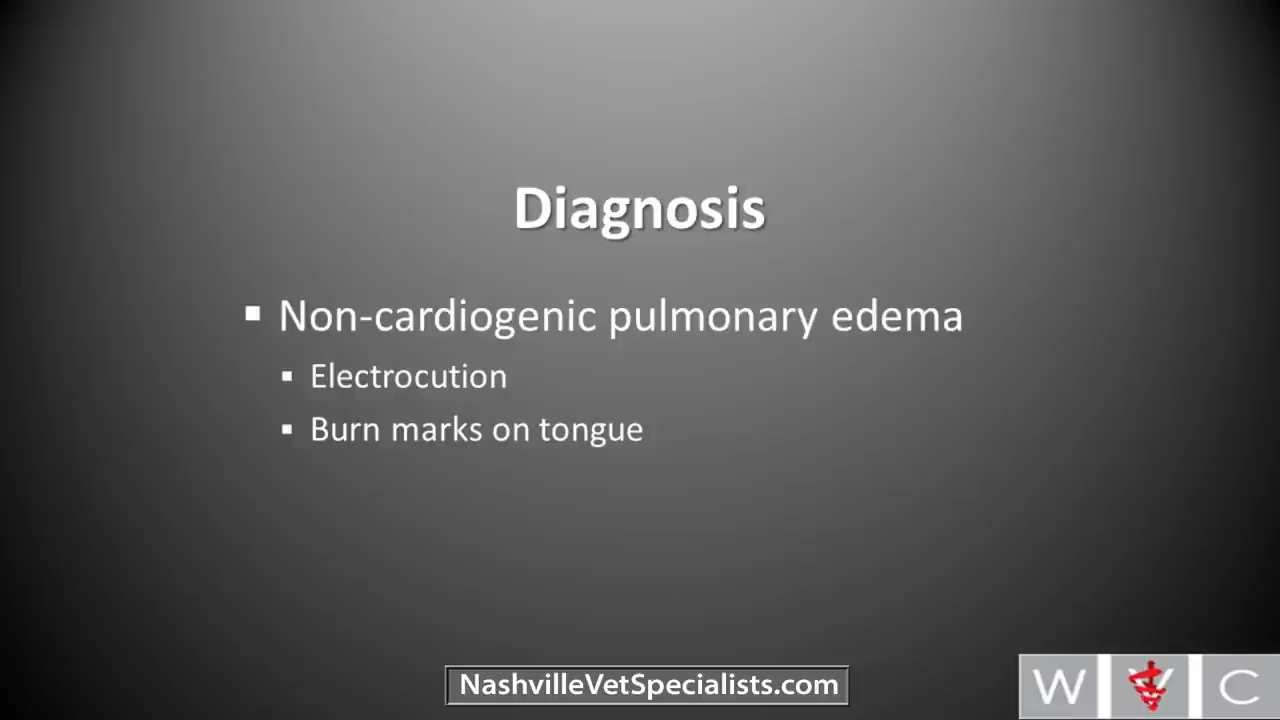 Diagnosis
▪ Non-cardiogenic pulmonary edema
▪ Electrocution
▪ Burn marks on tongue
NashvilleVetSpecialists.com
W V C